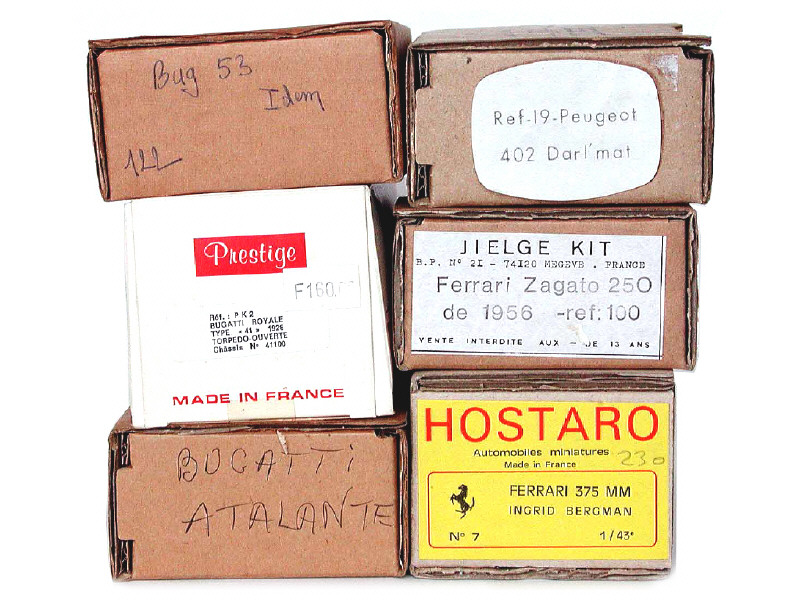 Bug 53
Idem
122
Ref-19-Peugeot
402 Darl'mat
Prestige
F160.00
Réf.: PK2
BUGATTI ROYALE
TYPE « 41 » 1926
TORPEDO-OUVERTE
Châssis N° 41100
MADE IN FRANCE
JIELGE KIT
B.P. N° 21 - 74120 MEGEVE . FRANCE
Ferrari Zagato 250
de 1956 -ref: 100
VENTE INTERDITE AUX - DE 13 ANS
BUGATTI
ATALANTE
HOSTARO
Automobiles miniatures
Made in France
230
FERRARI 375 MM
INGRID BERGMAN
N° 7
1/43e